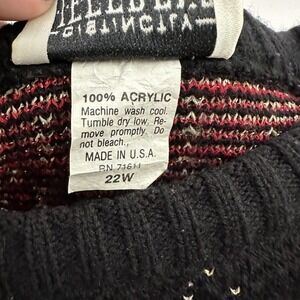 DISTINCTLY
100% ACRYLIC
Machine wash cool.
Tumble dry low. Re-
move promptly. Do
not bleach.,
MADE IN U.S.A.
RN 71611
22W